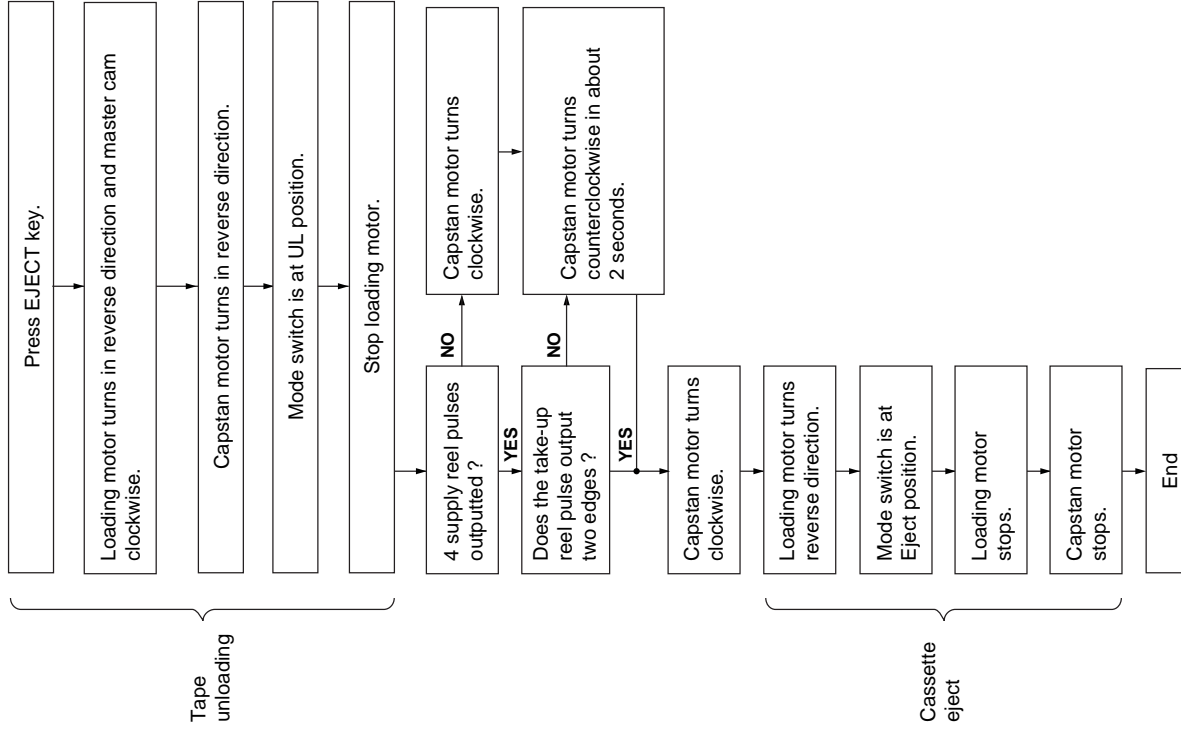 Press EJECT key.
Loading motor turns in reverse direction and master cam
clockwise.
Capstan motor turns in reverse direction.
Mode switch is at UL position.
Stop loading motor.
Tape
unloading
4 supply reel pulses
outputted ?
NO
Capstan motor turns
clockwise.
YES
Does the take-up
reel pulse output
two edges ?
NO
Capstan motor turns
counterclockwise in about
2 seconds.
YES
Capstan motor turns
clockwise.
Loading motor turns
reverse direction.
Mode switch is at
Eject position.
Loading motor
stops.
Capstan motor
stops.
Cassette
eject
End